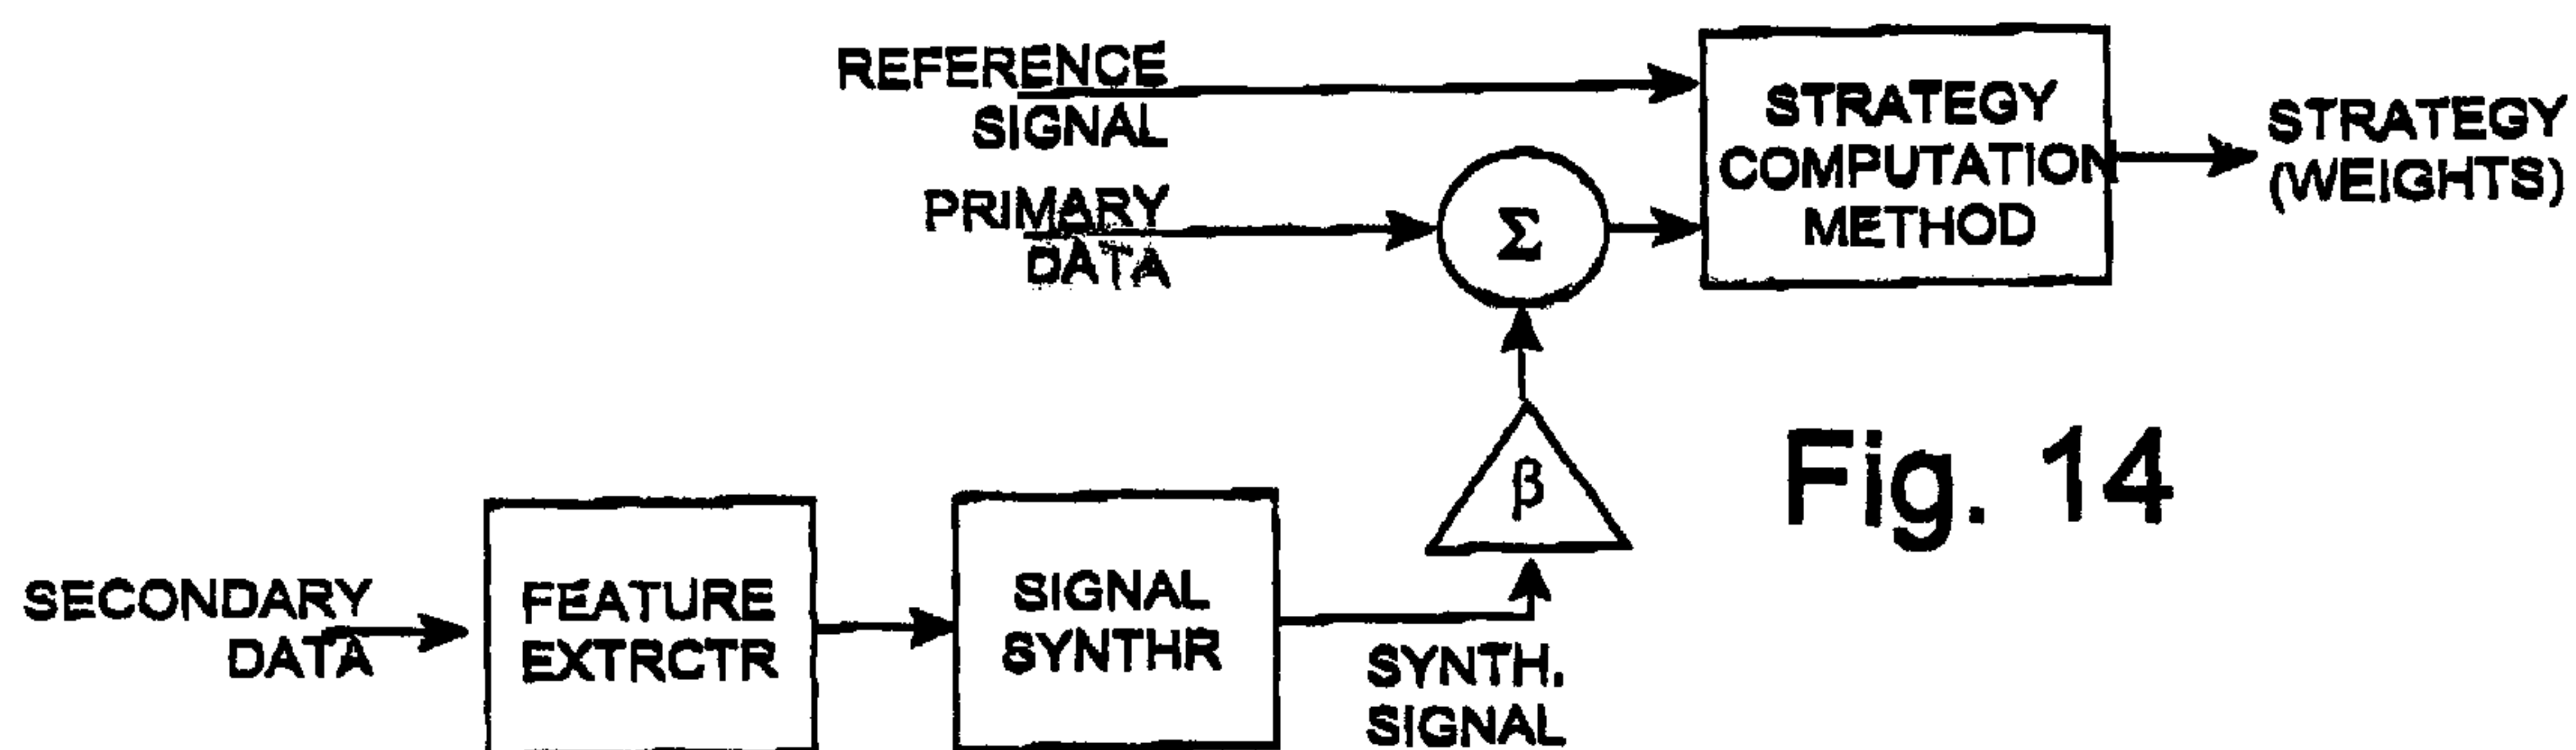 REFERENCE
SIGNAL
PRIMARY
DATA
Σ
STRATEGY
COMPUTATION
METHOD
STRATEGY
(WEIGHTS)
β
Fig. 14
SECONDARY
DATA
FEATURE
EXTRCTR
SIGNAL
SYNTHR
SYNTH.
SIGNAL